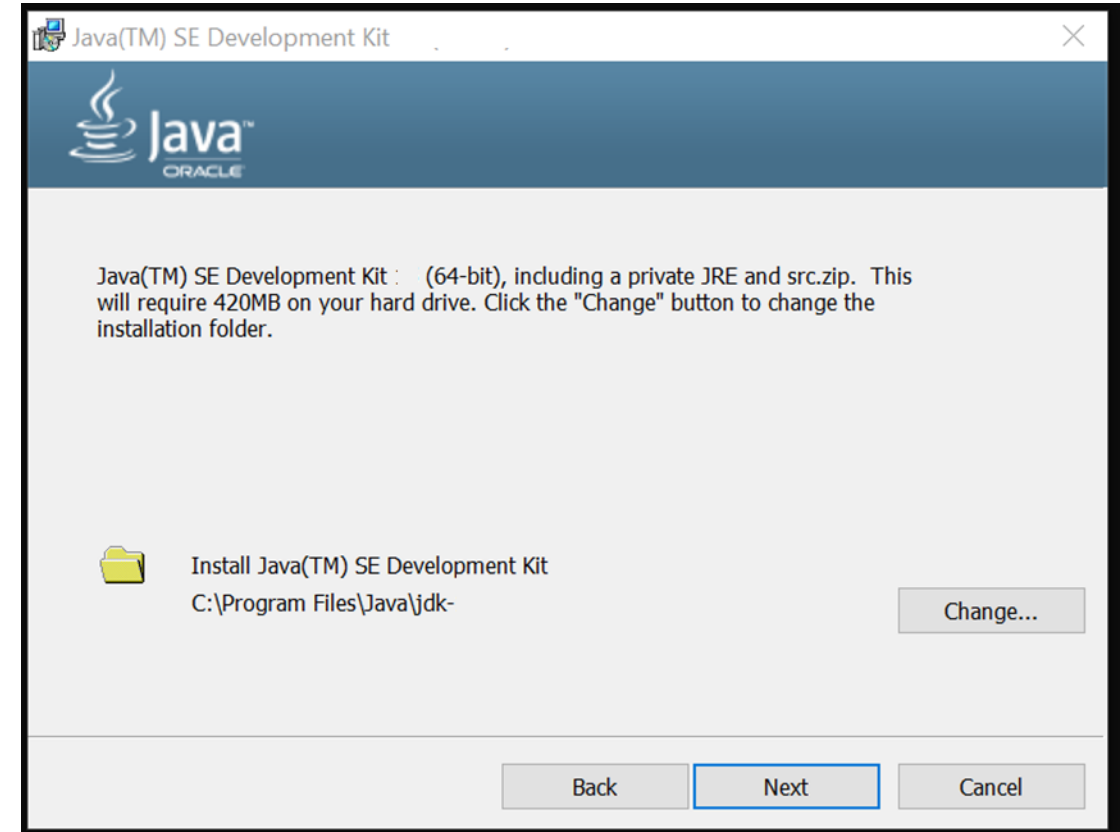 Java(TM) SE Development Kit
Java™
ORACLE
Java(TM) SE Development Kit (64-bit), including a private JRE and src.zip. This
will require 420MB on your hard drive. Click the "Change" button to change the
installation folder.
Install Java(TM) SE Development Kit
C:\Program Files\Java\jdk-
Change...
Back
Next
Cancel